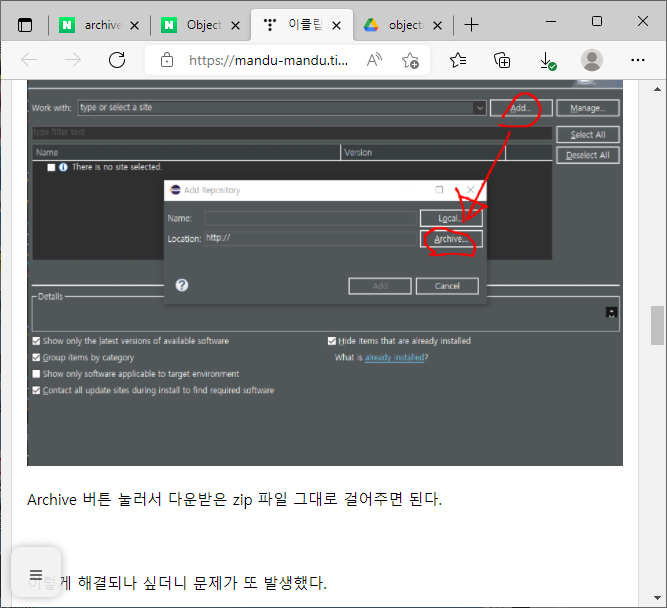 archive
Object
이클립
object
https://mandu-mandu.ti...
Work with: type or select a site
Add...
Manage...
type filter text
Select All
Name
Version
Deselect All
There is no site selected.
Add Repository
Name:
Local...
Location: http://
Archive...
Add
Cancel
Details
Show only the latest versions of available software
Hide items that are already installed
Group items by category
What is already installed?
Show only software applicable to target environment
Contact all update sites during install to find required software
Archive 버튼 눌러서 다운받은 zip 파일 그대로 걸어주면 된다.
이렇게 해결되나 싶더니 문제가 또 발생했다.